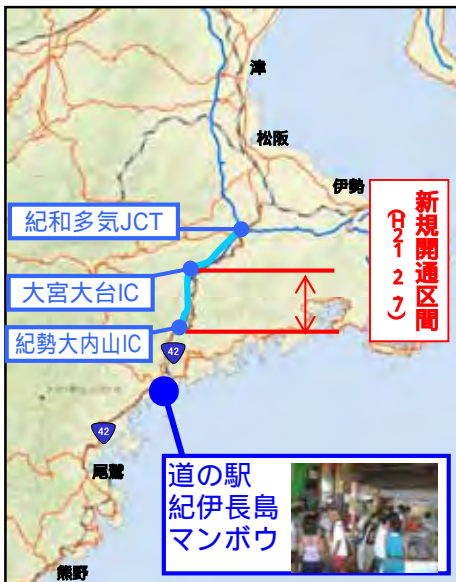 津
松阪
伊勢
新規開通区間
(H21.2.7)
紀和多気JCT
大宮大台IC
紀勢大内山IC
42
42
尾鷲
道の駅
紀伊長島
マンボウ
熊野